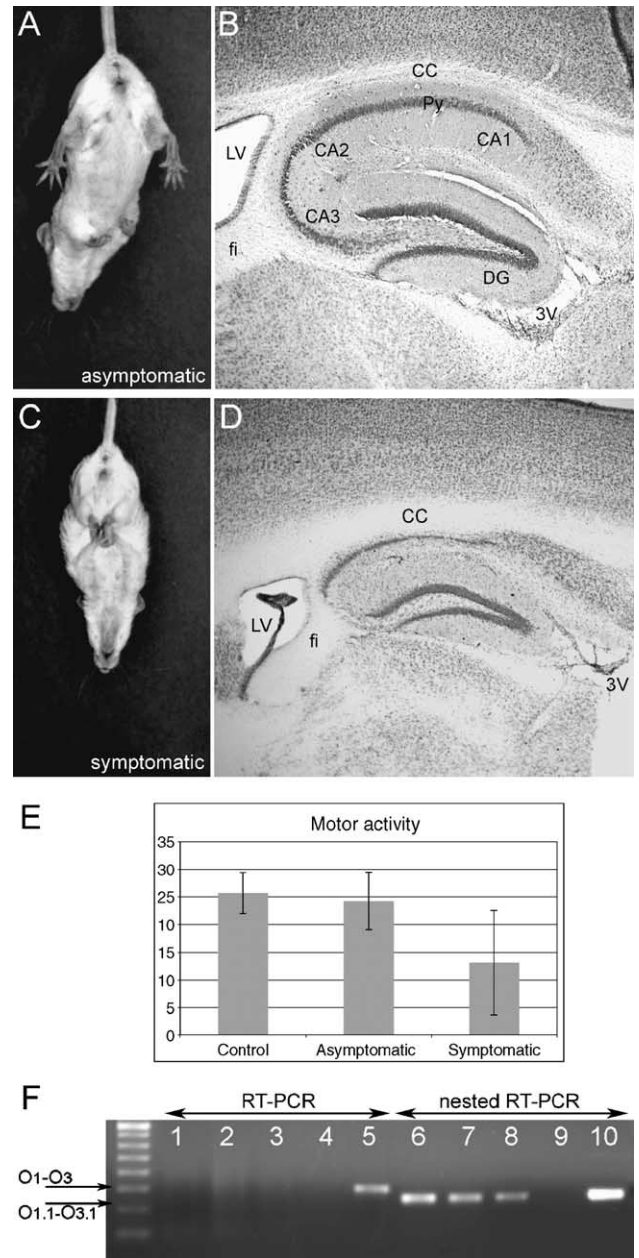 A
asymptomatic
B
CC
Py
LV
CA1
CA2
CA3
fi
DG
3V
C
symptomatic
D
CC
LV
fi
3V
E
Motor activity
35
30
25
20
15
10
5
0
Control Asymptomatic Symptomatic
F
RT-PCR nested RT-PCR
1 2 3 4 5 6 7 8 9 10
O1-O3
O1.1-O3.1